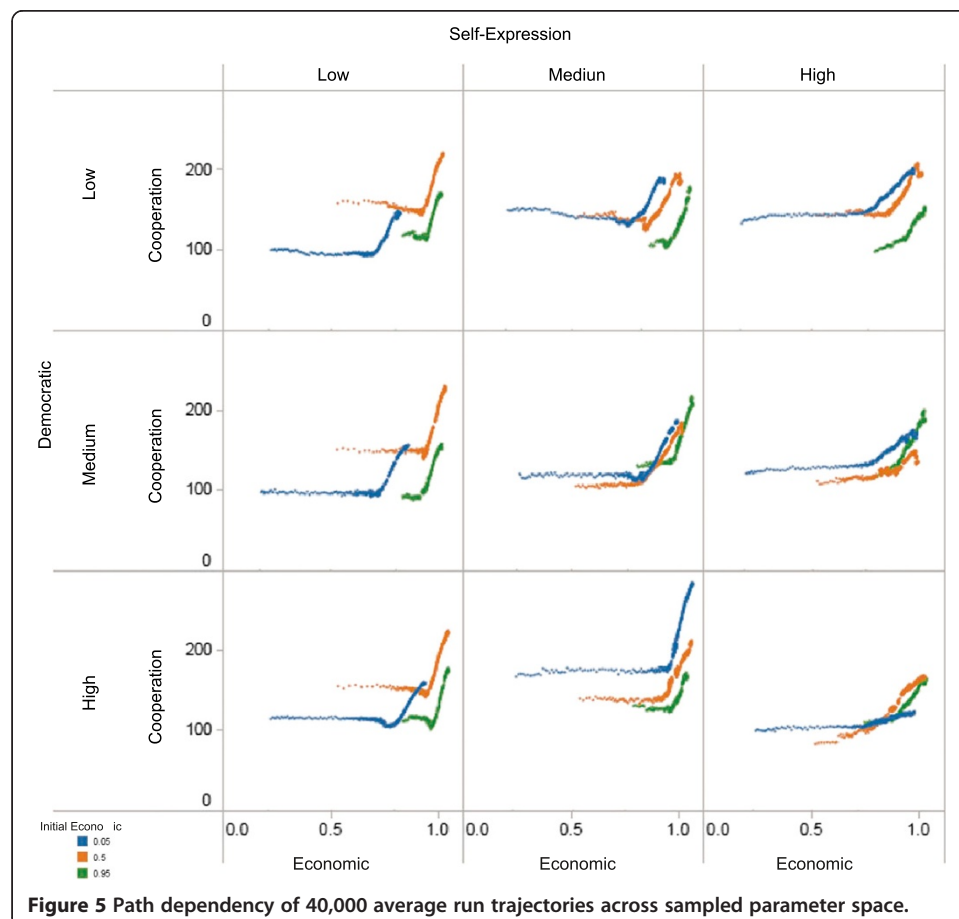 Self-Expression
Low Mediun High
Democratic
Low
Cooperation
200
100
0
Medium
Cooperation
200
100
0
High
Cooperation
200
100
0
0.0 0.5 1.0 0.0 0.5 1.0 0.0 0.5 1.0
Economic Economic Economic
Initial Econo ic
0.05
0.5
0.95
Figure 5 Path dependency of 40,000 average run trajectories across sampled parameter space.